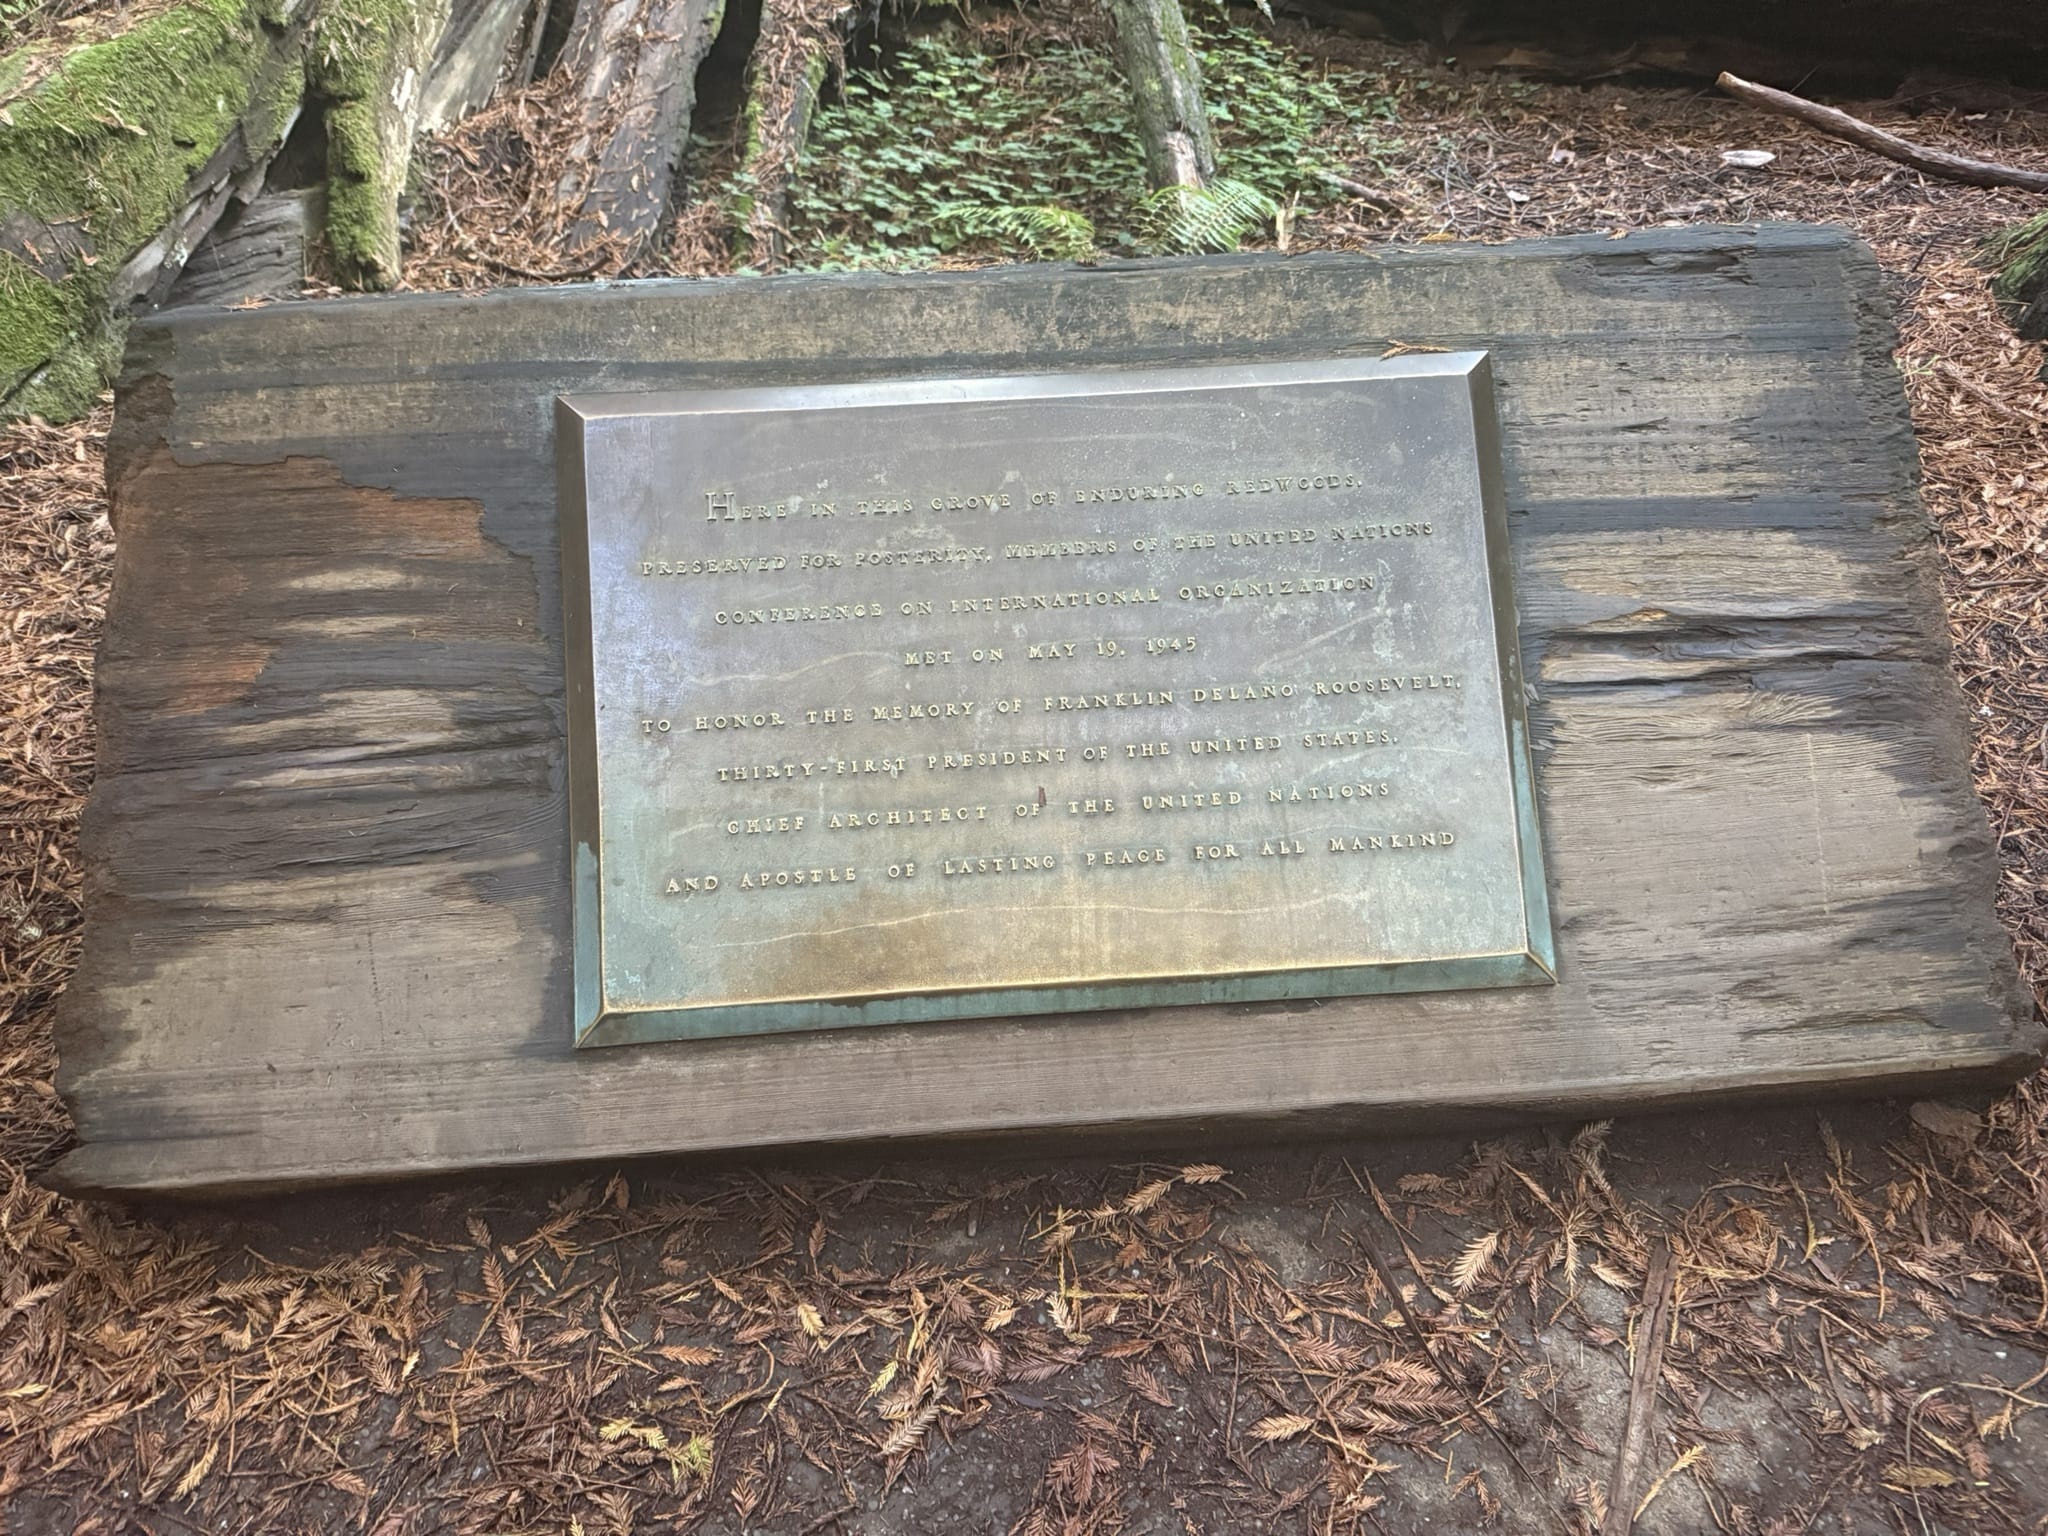 HERE IN THIS GROVE OF ENDURING REDWOODS,
PRESERVED FOR POSTERITY, MEMBERS OF THE UNITED NATIONS
CONFERENCE ON INTERNATIONAL ORGANIZATION
MET ON MAY 19, 1945
TO HONOR THE MEMORY OF FRANKLIN DELANO ROOSEVELT,
THIRTY-FIRST PRESIDENT OF THE UNITED STATES,
CHIEF ARCHITECT OF THE UNITED NATIONS
AND APOSTLE OF LASTING PEACE FOR ALL MANKIND